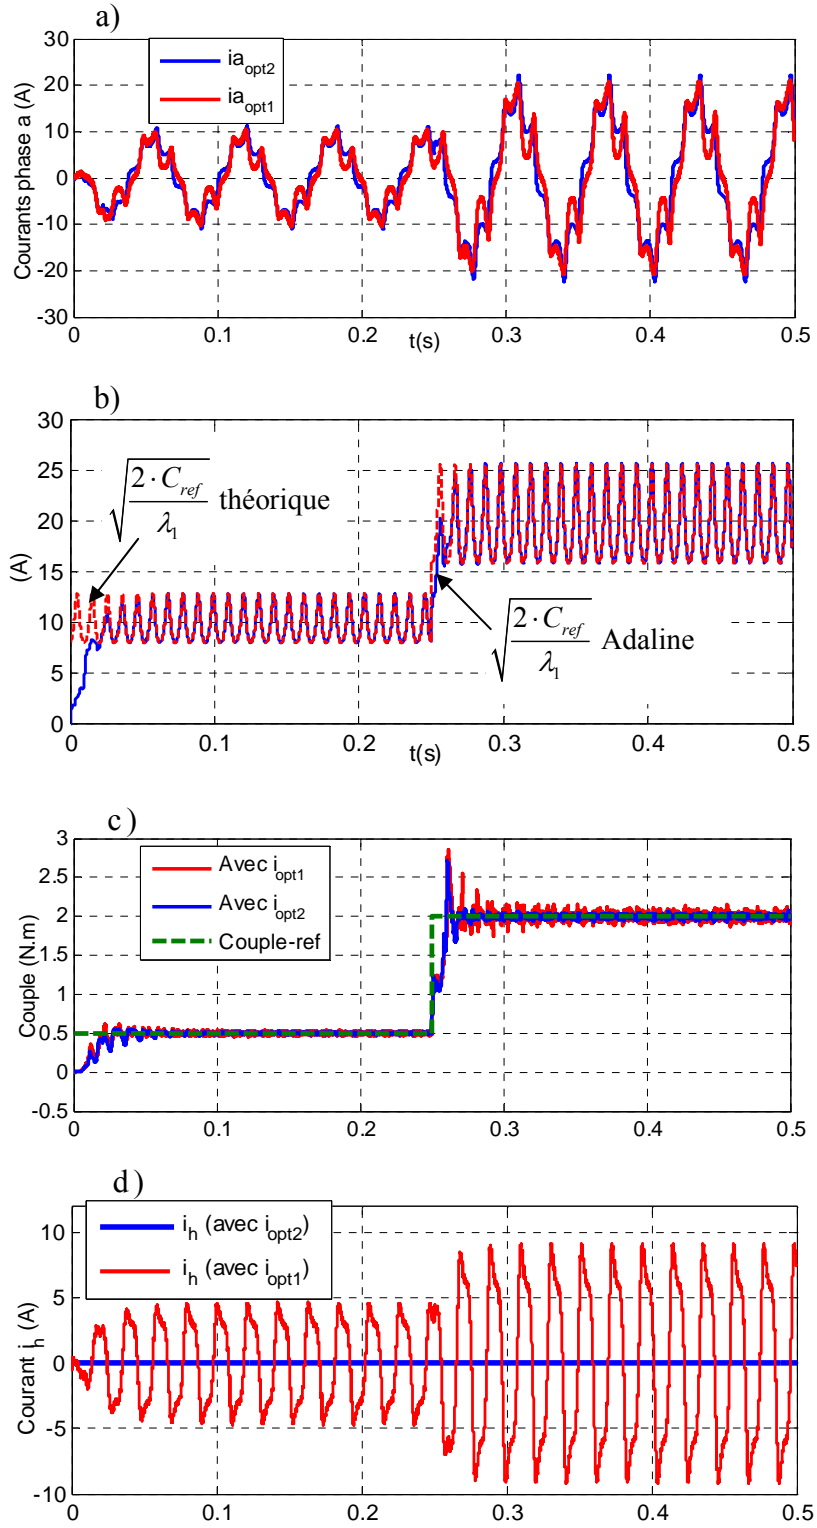 a)
ia_opt2
ia_opt1
Courants phase a (A)
30
20
10
0
-10
-20
-30
0 0.1 0.2 0.3 0.4 0.5
t(s)
b)
√(2 · C_ref / λ_1) théorique
√(2 · C_ref / λ_1) Adaline
(A)
30
25
20
15
10
5
0
0 0.1 0.2 0.3 0.4 0.5
t(s)
c)
Avec i_opt1
Avec i_opt2
Couple-ref
Couple (N.m)
3
2.5
2
1.5
1
0.5
0
-0.5
0 0.1 0.2 0.3 0.4 0.5
d)
i_h (avec i_opt2)
i_h (avec i_opt1)
Courant i_h (A)
10
5
0
-5
-10
0 0.1 0.2 0.3 0.4 0.5